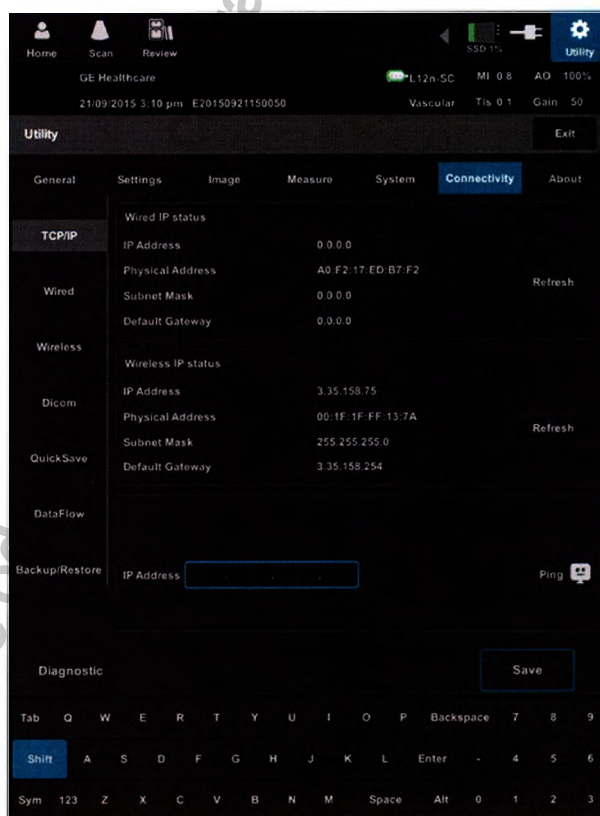 Home Scan Review SSD 1% Utility
GE Healthcare L12n-SC MI 0.8 AO 100%
21/09/2015 3:10 pm E20150921150050 Vascular TIs 0.1 Gain 50
Utility Exit
General Settings Image Measure System Connectivity About
TCP/IP
Wired
Wireless
Dicom
QuickSave
DataFlow
Backup/Restore
Wired IP status
IP Address 0.0.0.0
Physical Address A0:F2:17:ED:B7:F2
Subnet Mask 0.0.0.0
Default Gateway 0.0.0.0
Refresh
Wireless IP status
IP Address 3.35.158.75
Physical Address 00:1F:1F:FF:13:7A
Subnet Mask 255.255.255.0
Default Gateway 3.35.158.254
Refresh
IP Address . . . Ping
Diagnostic Save
Tab Q W E R T Y U I O P Backspace 7 8 9
Shift A S D F G H J K L Enter - 4 5 6
Sym 123 Z X C V B N M Space Alt 0 1 2 3